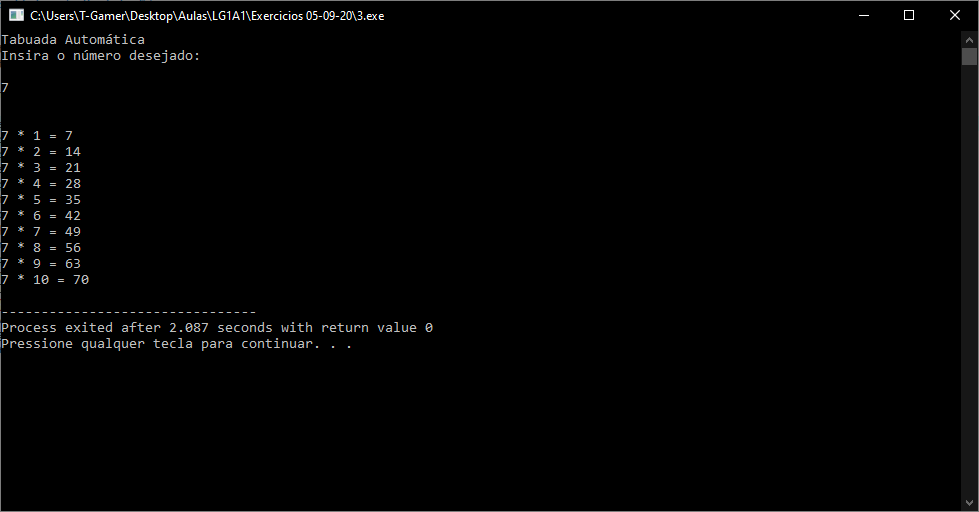 C:\Users\T-Gamer\Desktop\Aulas\LG1A1\Exercicios 05-09-20\3.exe
Tabuada Automática
Insira o número desejado:
7
7 * 1 = 7
7 * 2 = 14
7 * 3 = 21
7 * 4 = 28
7 * 5 = 35
7 * 6 = 42
7 * 7 = 49
7 * 8 = 56
7 * 9 = 63
7 * 10 = 70
--------------------------------
Process exited after 2.087 seconds with return value 0
Pressione qualquer tecla para continuar. . .